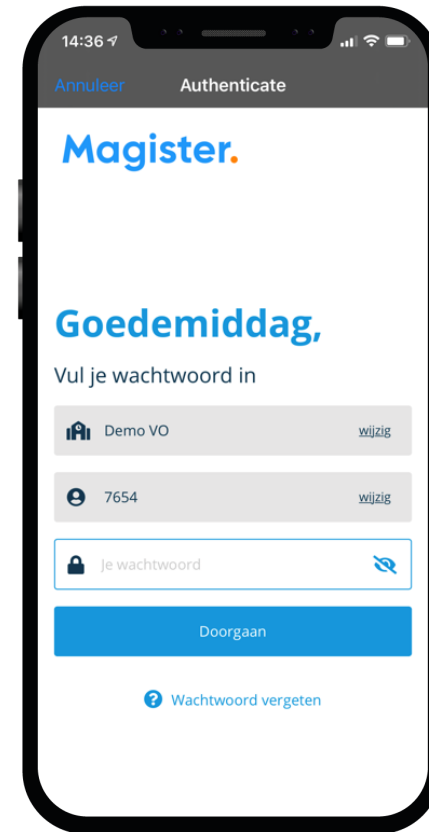 14:36
Annuleer Authenticate
Magister.
Goedemiddag,
Vul je wachtwoord in
Demo VO wijzig
7654 wijzig
Je wachtwoord
Doorgaan
? Wachtwoord vergeten